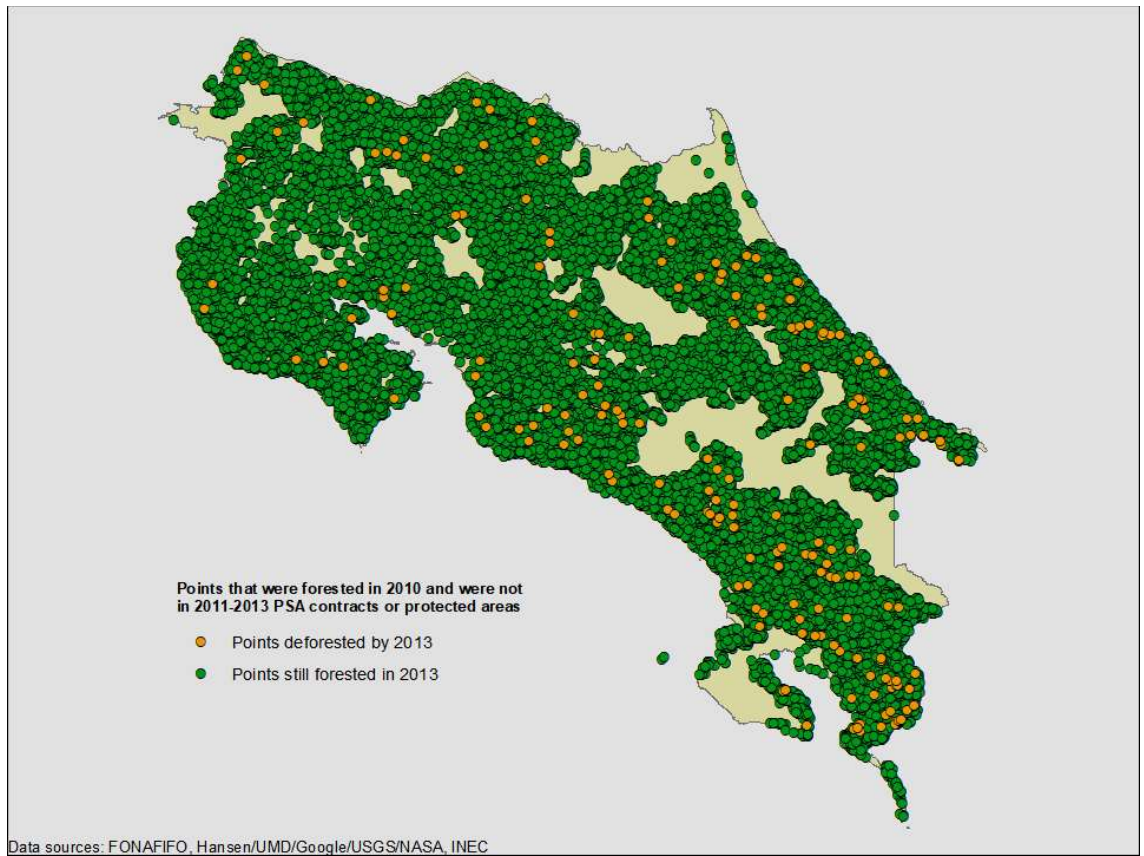 Points that were forested in 2010 and were not
in 2011-2013 PSA contracts or protected areas
Points deforested by 2013
Points still forested in 2013
Data sources: FONAFIFO, Hansen/UMD/Google/USGS/NASA, INEC